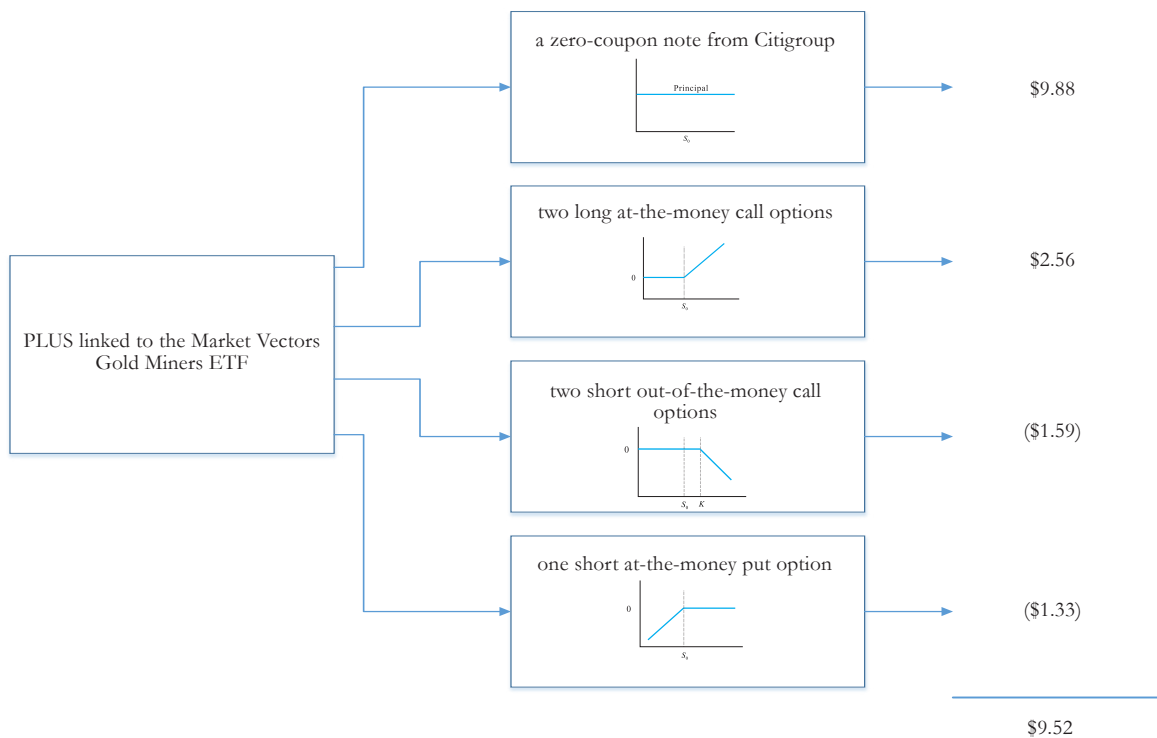 a zero-coupon note from Citigroup
Principal
S₀
$9.88
two long at-the-money call options
0
S₀
$2.56
PLUS linked to the Market Vectors
Gold Miners ETF
two short out-of-the-money call
options
0
S₀ K
($1.59)
one short at-the-money put option
0
S₀
($1.33)
$9.52